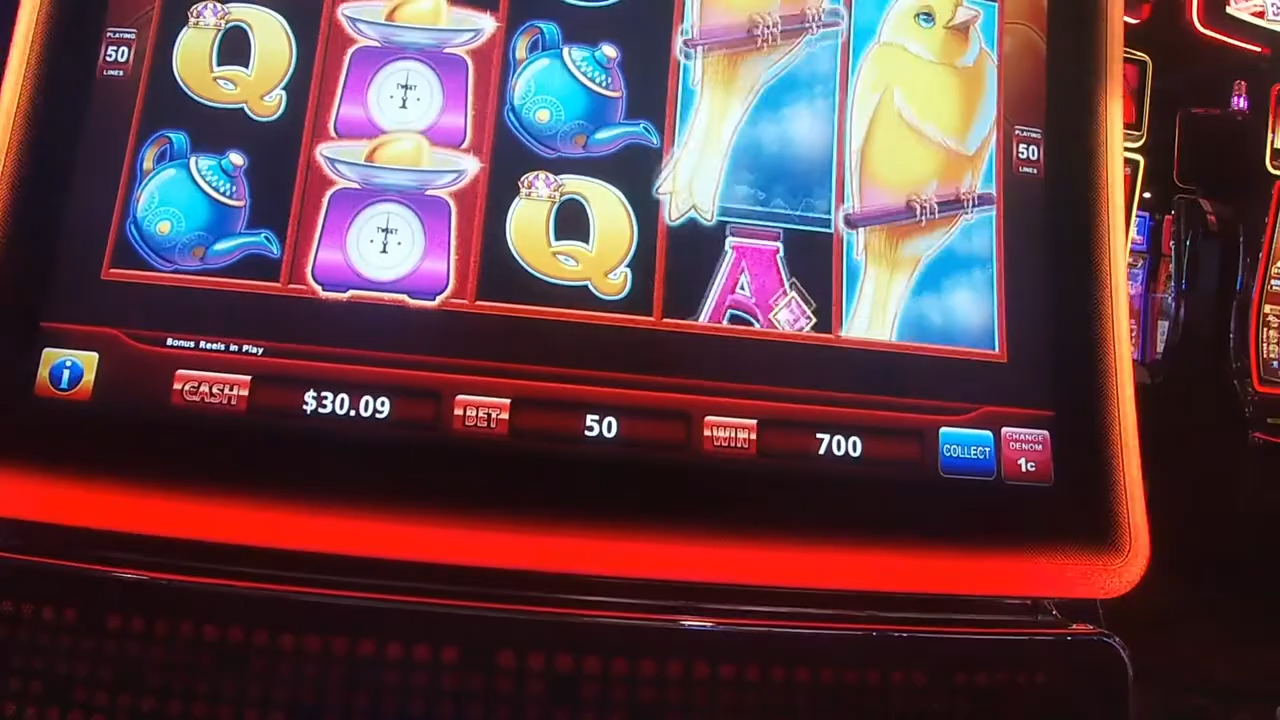 PLAYING
50
LINES
Q
TWEET
TWEET
Q
A
PLAYING
50
LINES
Bonus Reels in Play
i
CASH
$30.09
BET
50
WIN
700
COLLECT
CHANGE
DENOM
1¢